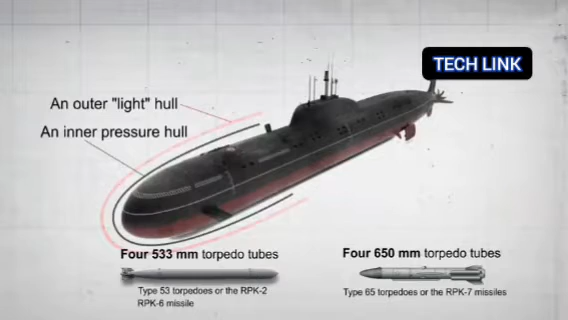 TECH LINK
An outer "light" hull
An inner pressure hull
Four 533 mm torpedo tubes
Type 53 torpedoes or the RPK-2
RPK-6 missile
Four 650 mm torpedo tubes
Type 65 torpedoes or the RPK-7 missiles